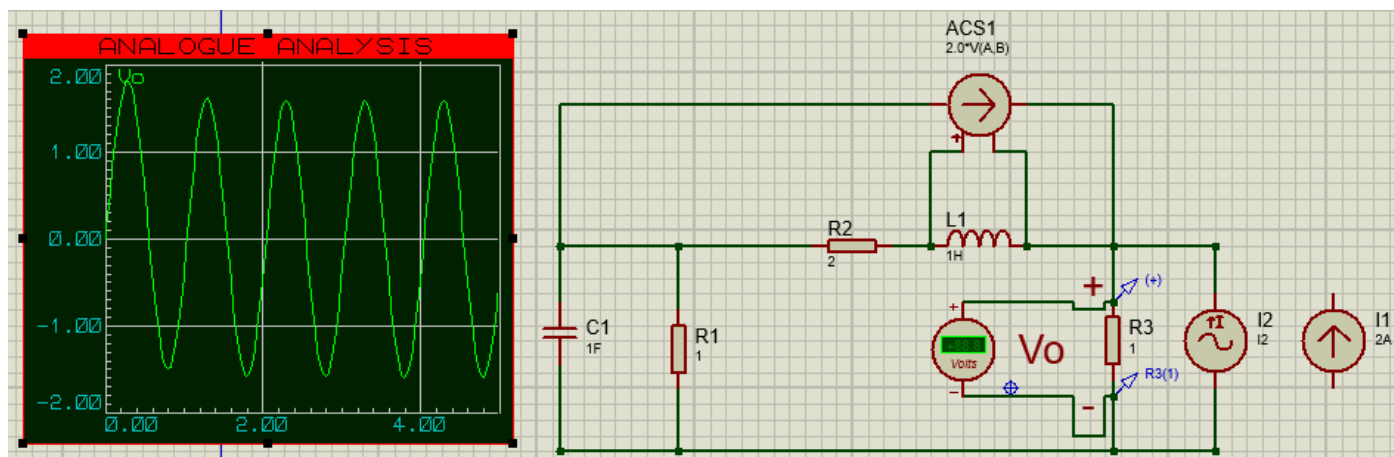 ANALOGUE ANALYSIS
2.00
Vo
1.00
0.00
-1.00
-2.00
0.00
2.00
4.00
ACS1
2.0*V(A,B)
+
R2
2
L1
1H
C1
1F
R1
1
+
+88.8
Volts
-
Vo
+
-
(+)
R3
1
R3(1)
I
I2
I2
I1
2A